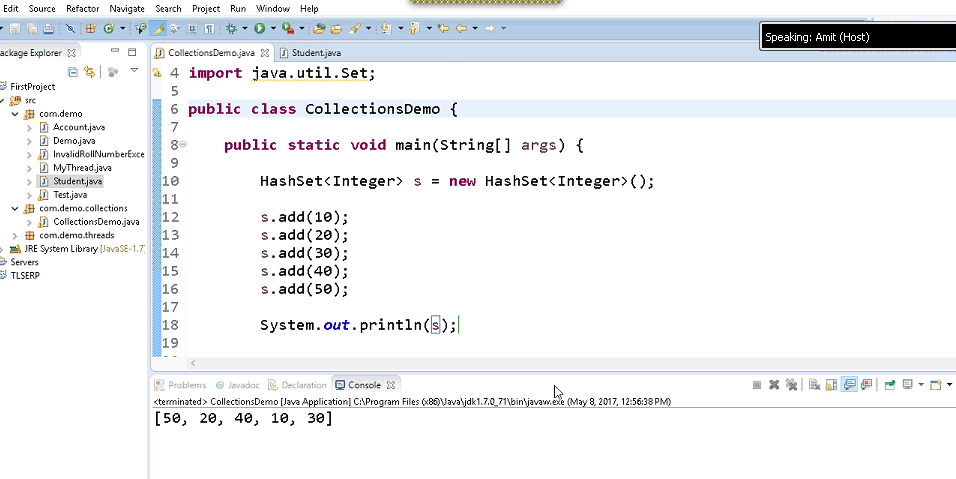 Edit Source Refactor Navigate Search Project Run Window Help
Speaking: Amit (Host)
ackage Explorer
CollectionsDemo.java
Student.java
FirstProject
src
com.demo
Account.java
Demo.java
InvalidRollNumberExce
MyThread.java
Student.java
Test.java
com.demo.collections
CollectionsDemo.java
com.demo.threads
JRE System Library [JavaSE-1.7]
Servers
TLSERP
4 import java.util.Set;
5
6 public class CollectionsDemo {
7
8 public static void main(String[] args) {
9
10 HashSet<Integer> s = new HashSet<Integer>();
11
12 s.add(10);
13 s.add(20);
14 s.add(30);
15 s.add(40);
16 s.add(50);
17
18 System.out.println(s);
19
Problems @ Javadoc Declaration Console
<terminated> CollectionsDemo [Java Application] C:\Program Files (x86)\Java\jdk1.7.0_71\bin\javaw.exe (May 8, 2017, 12:56:38 PM)
[50, 20, 40, 10, 30]